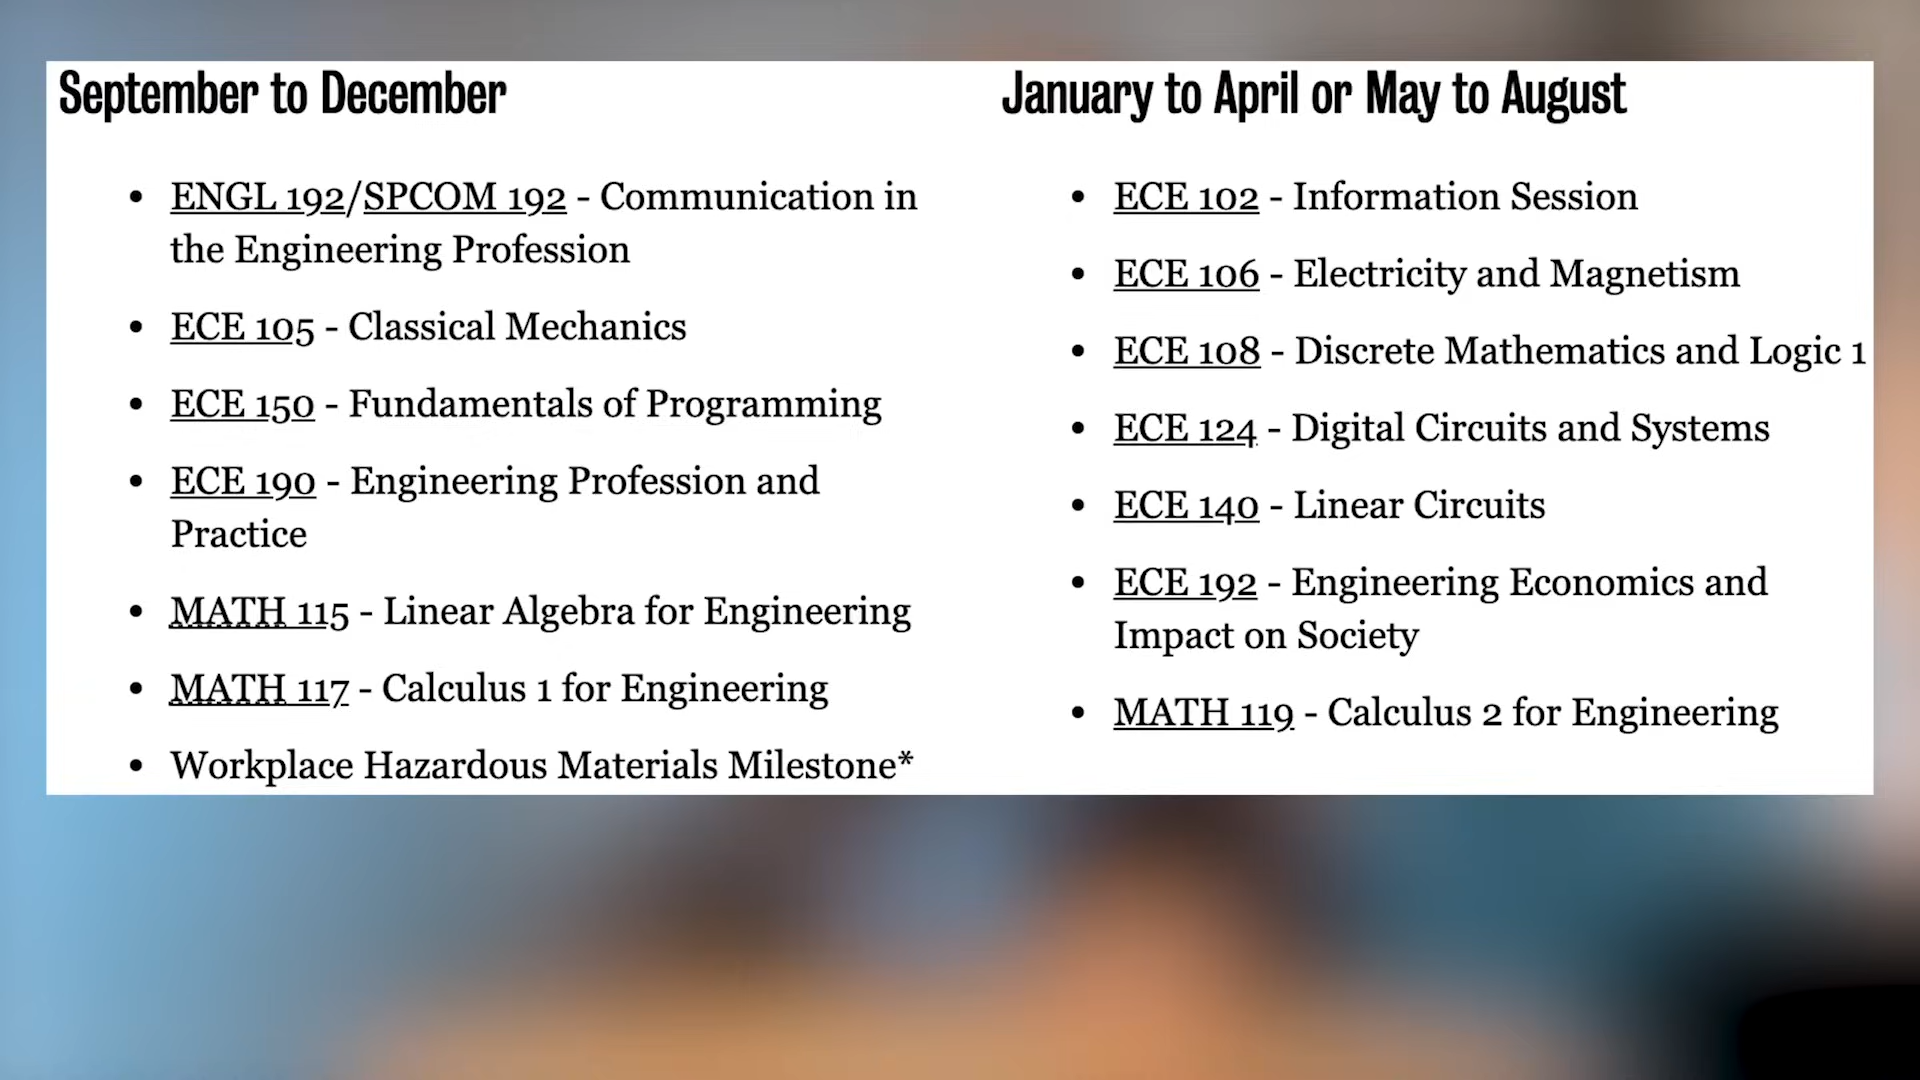 September to December
ENGL 192/SPCOM 192 - Communication in
the Engineering Profession
ECE 105 - Classical Mechanics
ECE 150 - Fundamentals of Programming
ECE 190 - Engineering Profession and
Practice
MATH 115 - Linear Algebra for Engineering
MATH 117 - Calculus 1 for Engineering
Workplace Hazardous Materials Milestone*
January to April or May to August
ECE 102 - Information Session
ECE 106 - Electricity and Magnetism
ECE 108 - Discrete Mathematics and Logic 1
ECE 124 - Digital Circuits and Systems
ECE 140 - Linear Circuits
ECE 192 - Engineering Economics and
Impact on Society
MATH 119 - Calculus 2 for Engineering